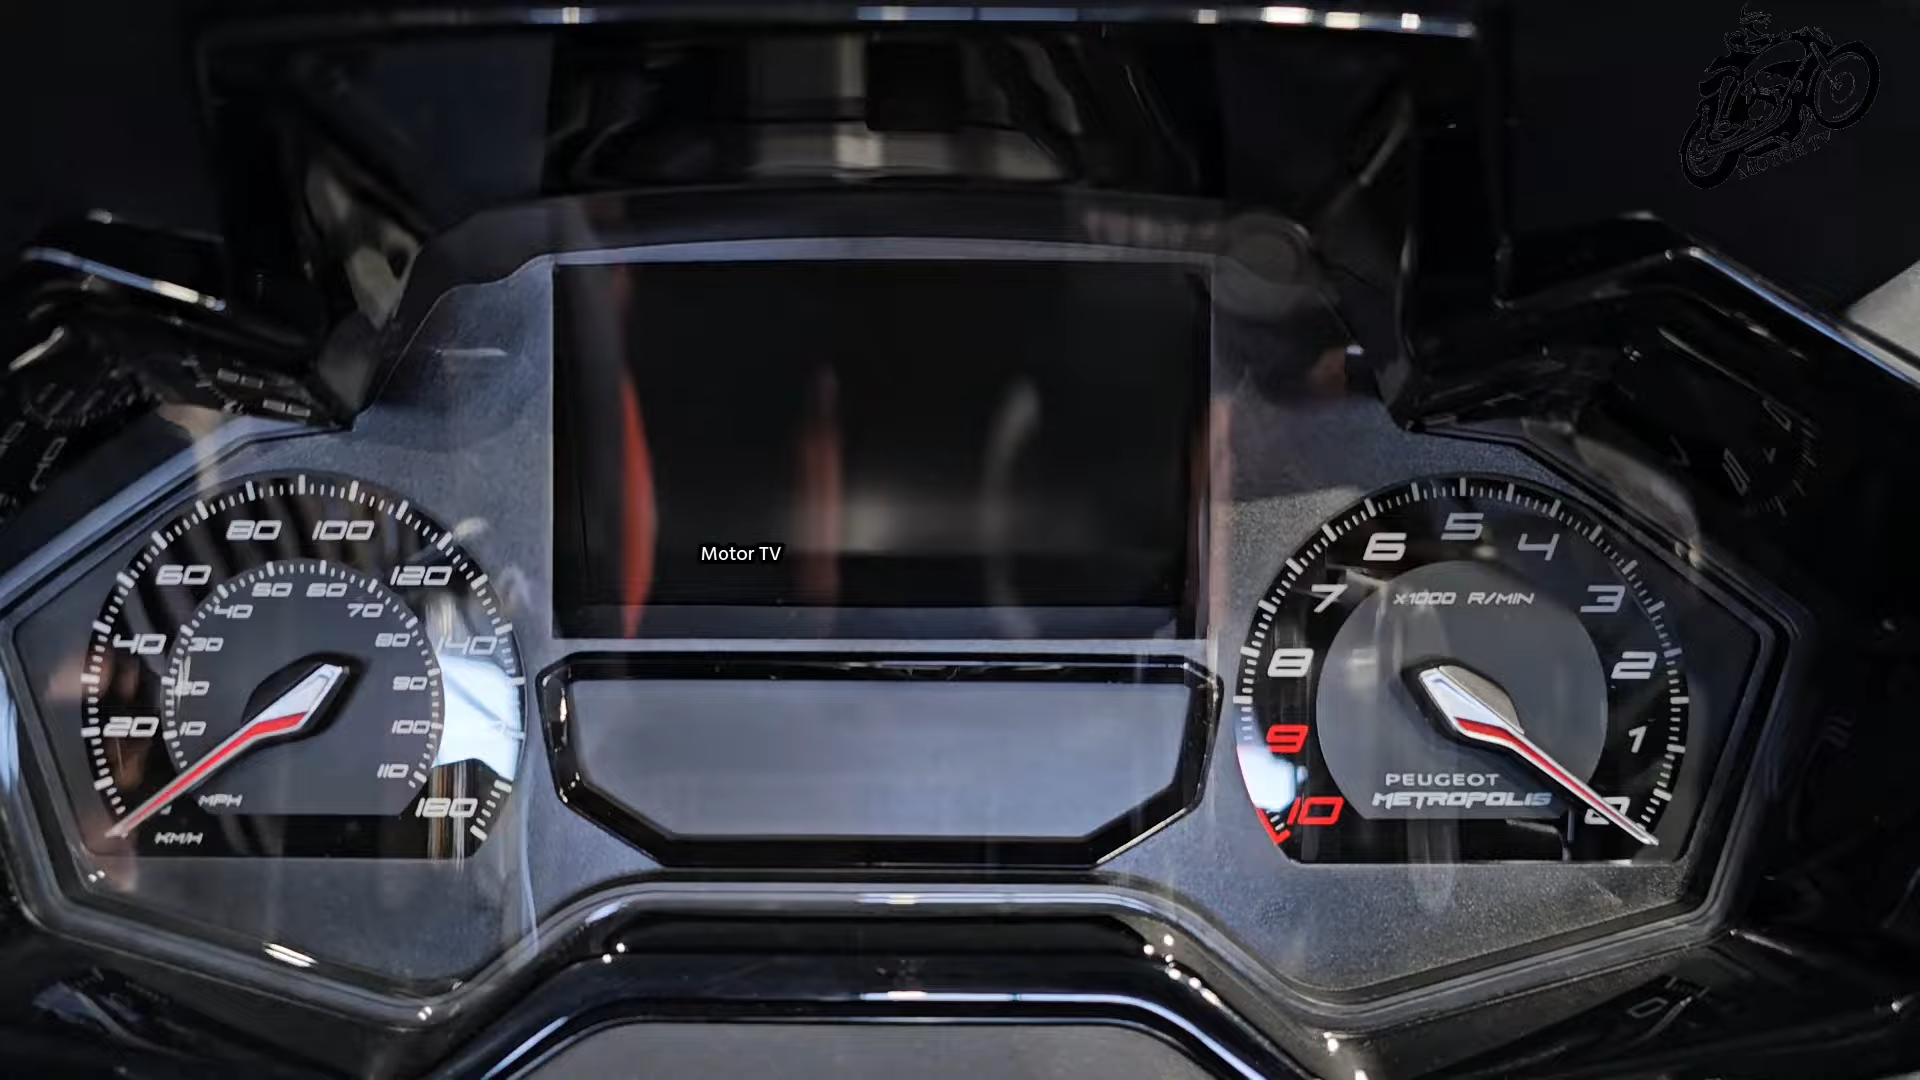 MOTOR TV
80 100
60 120
40 140
20 180
50 60
40 70
30 80
20 90
10 100
110
MPH
KM/H
Motor TV
5
6 4
7 3
x1000 R/MIN
8 2
9 1
10 0
PEUGEOT
METROPOLIS